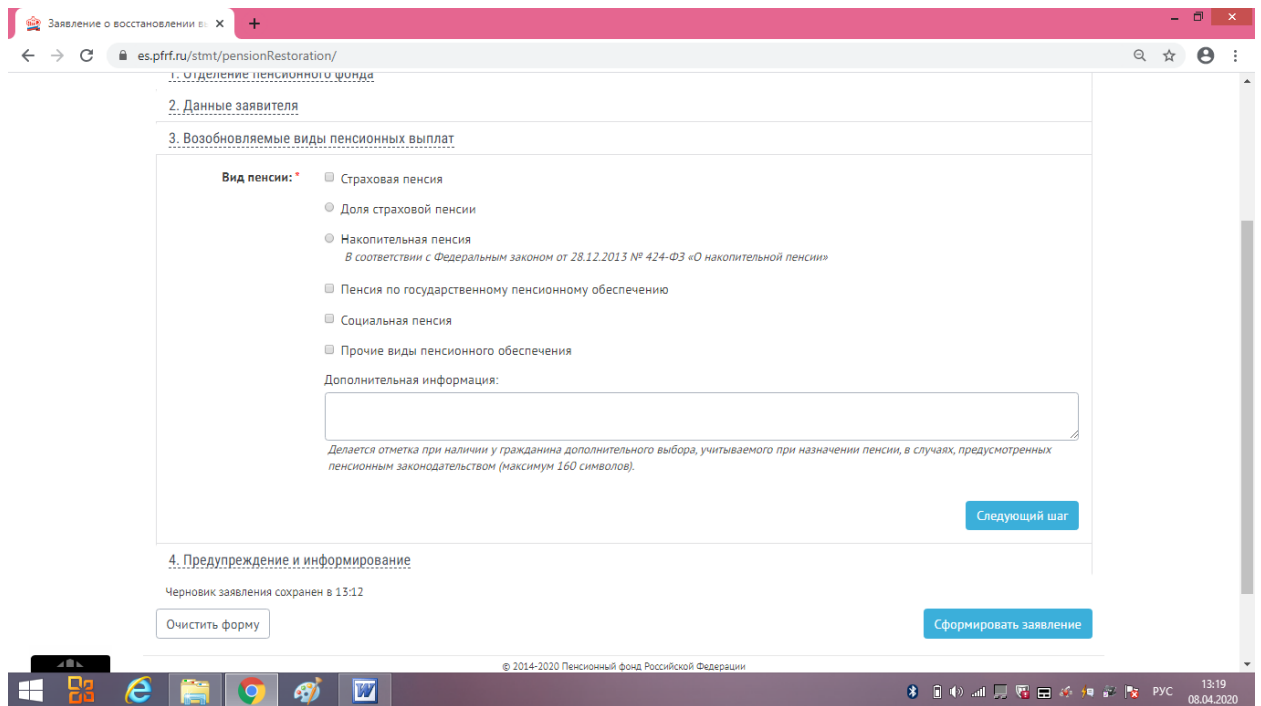 Заявление о восстановлении вы
es.pfrf.ru/stmt/pensionRestoration/
1. Отделение пенсионного фонда
2. Данные заявителя
3. Возобновляемые виды пенсионных выплат
Вид пенсии: *
Страховая пенсия
Доля страховой пенсии
Накопительная пенсия
В соответствии с Федеральным законом от 28.12.2013 № 424-ФЗ «О накопительной пенсии»
Пенсия по государственному пенсионному обеспечению
Социальная пенсия
Прочие виды пенсионного обеспечения
Дополнительная информация:
Делается отметка при наличии у гражданина дополнительного выбора, учитываемого при назначении пенсии, в случаях, предусмотренных
пенсионным законодательством (максимум 160 символов).
Следующий шаг
4. Предупреждение и информирование
Черновик заявления сохранен в 13:12
Очистить форму
Сформировать заявление
© 2014-2020 Пенсионный фонд Российской Федерации
РУС
13:19
08.04.2020